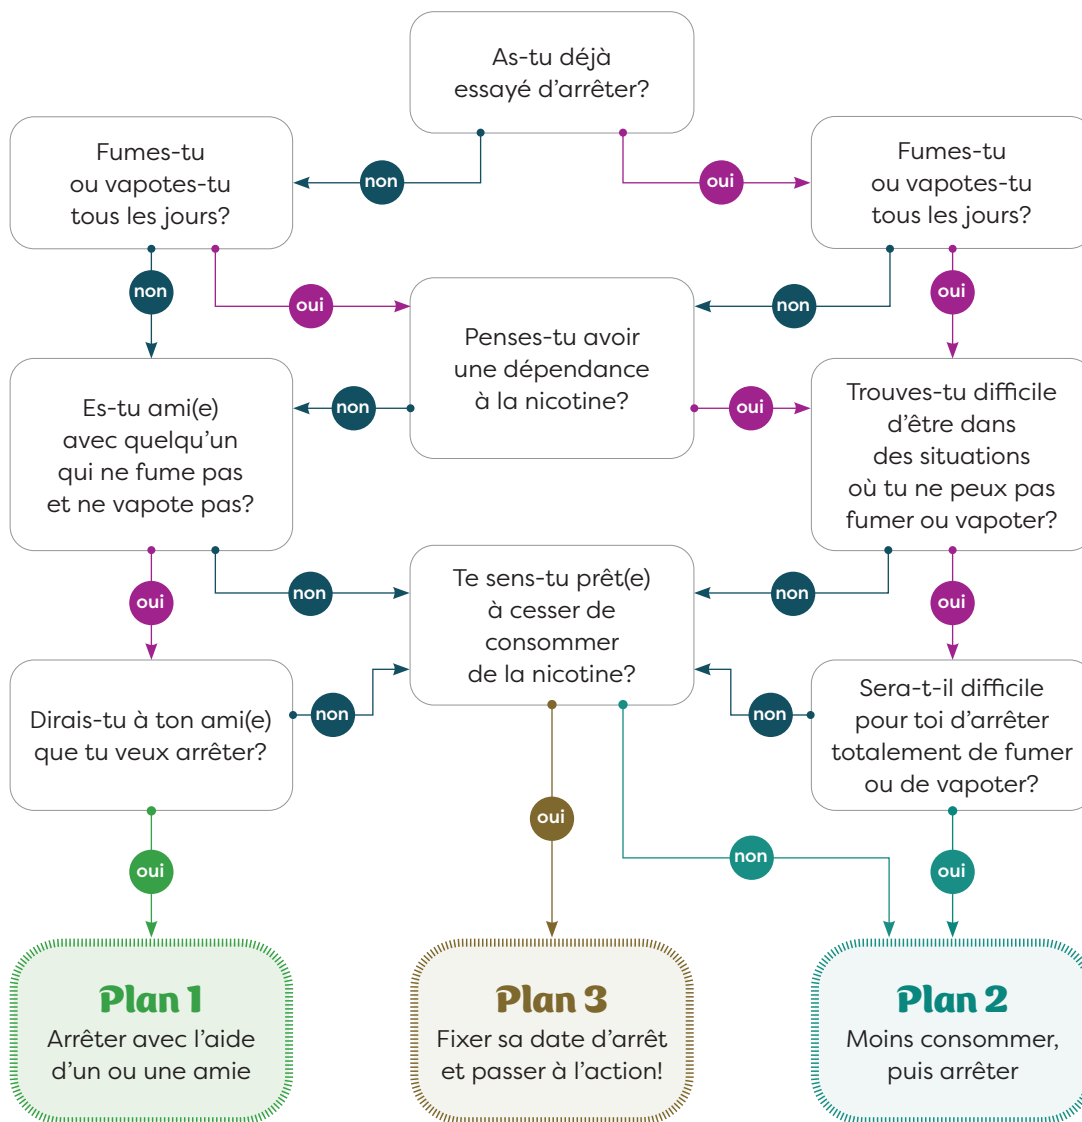 As-tu déjà
essayé d'arrêter?
non
oui
Fumes-tu
ou vapotes-tu
tous les jours?
Fumes-tu
ou vapotes-tu
tous les jours?
non
oui
non
oui
Penses-tu avoir
une dépendance
à la nicotine?
non
oui
Es-tu ami(e)
avec quelqu'un
qui ne fume pas
et ne vapote pas?
Trouves-tu difficile
d'être dans
des situations
où tu ne peux pas
fumer ou vapoter?
oui
non
non
oui
Te sens-tu prêt(e)
à cesser de
consommer
de la nicotine?
Dirais-tu à ton ami(e)
que tu veux arrêter?
non
non
Sera-t-il difficile
pour toi d'arrêter
totalement de fumer
ou de vapoter?
oui
oui
non
oui
Plan 1
Arrêter avec l'aide
d'un ou une amie
Plan 3
Fixer sa date d'arrêt
et passer à l'action!
Plan 2
Moins consommer,
puis arrêter